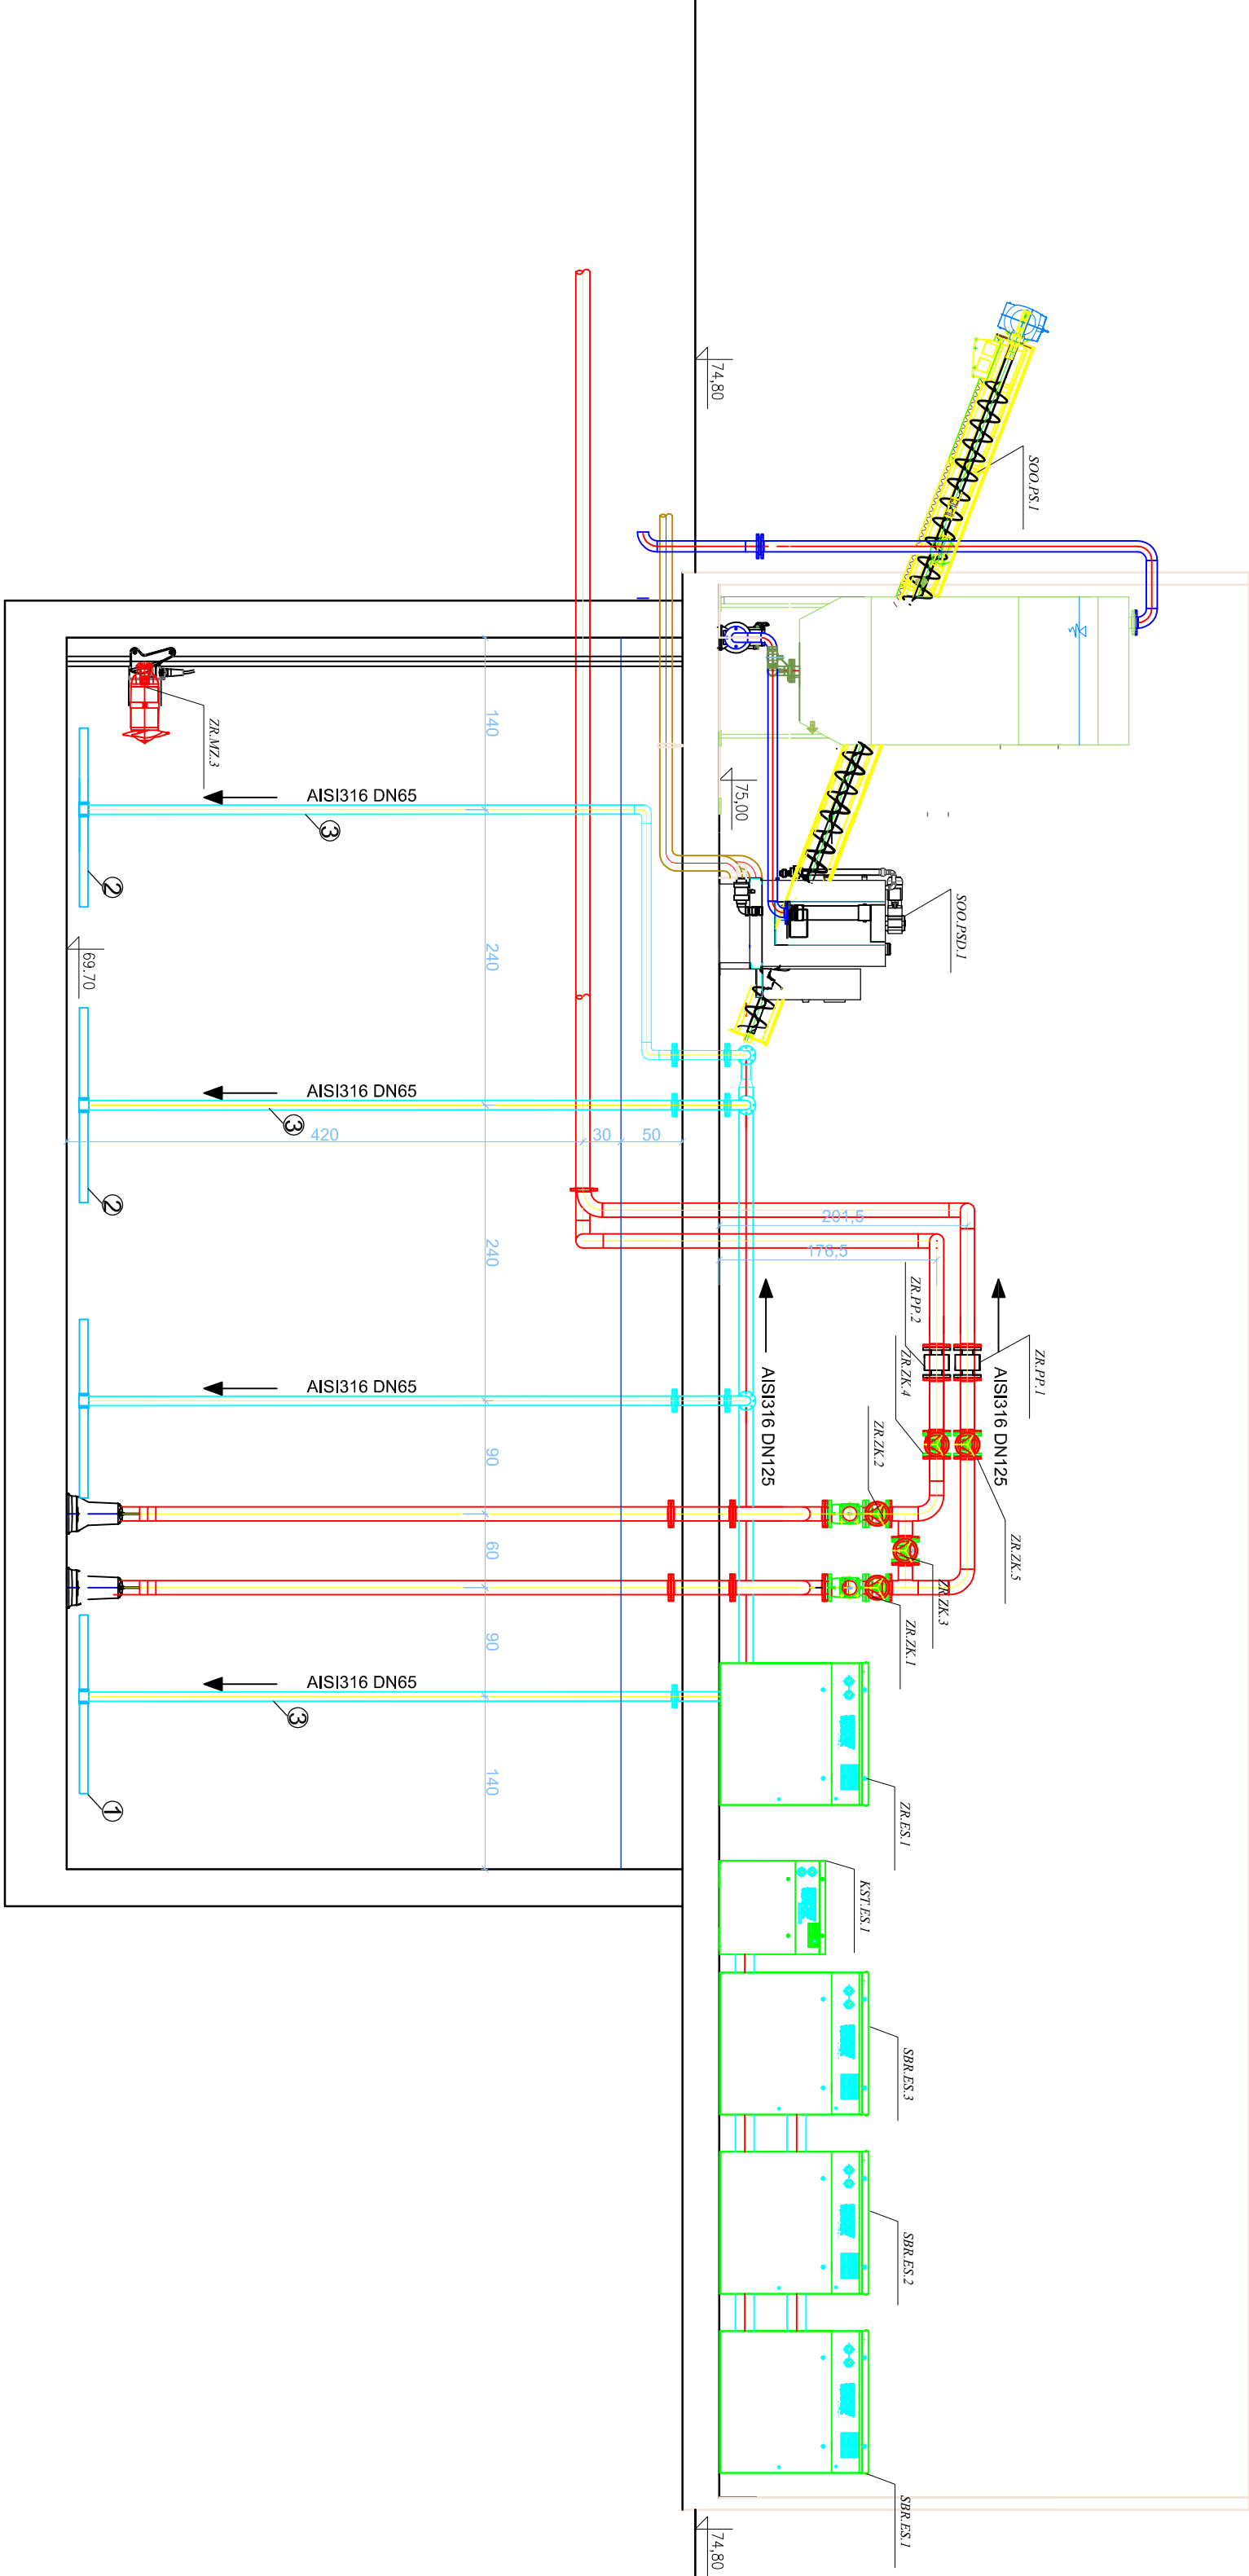 SOO.PS.1
74,80
75,00
SOO.PSD.1
ZR.MZ.3
140
AISI316 DN65
3
2
240
69.70
AISI316 DN65
3
2
420
30
50
240
201,5
176,5
ZR.PP.1
ZR.PP.2
AISI316 DN125
AISI316 DN125
ZR.ZK.4
ZR.ZK.5
ZR.ZK.2
ZR.ZK.3
ZR.ZK.1
AISI316 DN65
90
60
90
AISI316 DN65
3
140
1
ZR.ES.1
KST.ES.1
SBR.ES.3
SBR.ES.2
SBR.ES.1
74,80